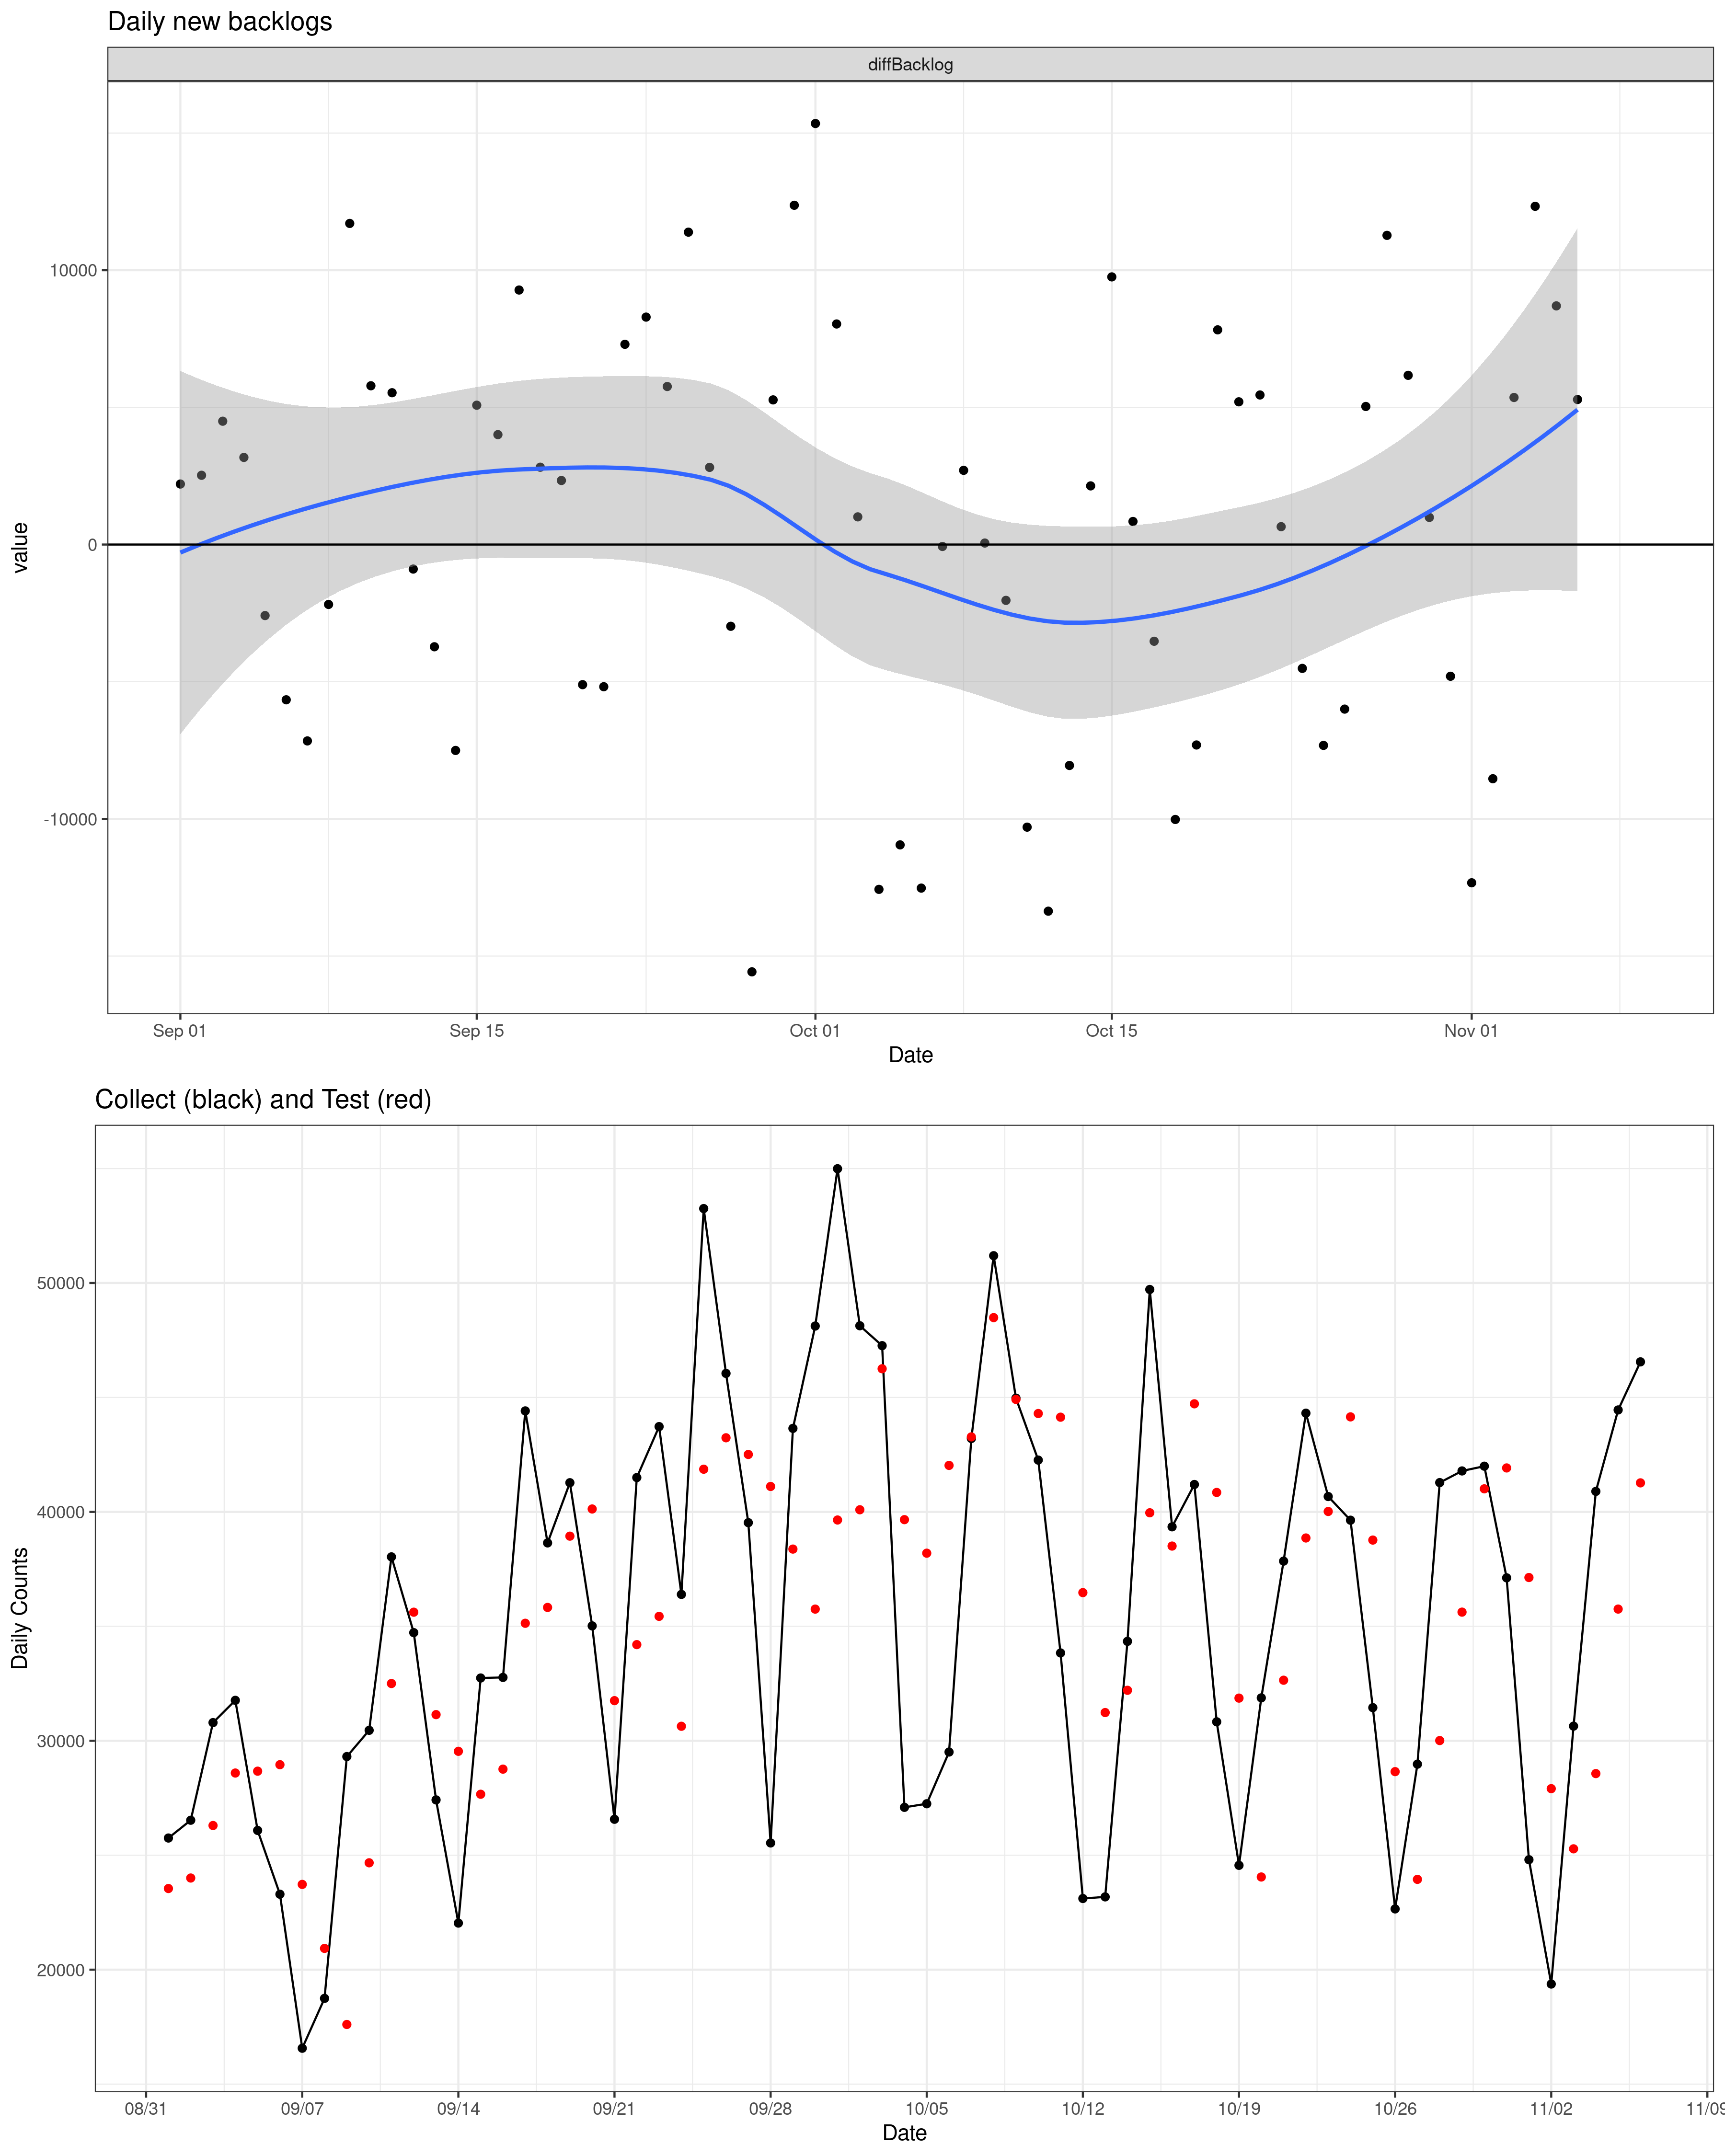 Daily new backlogs
diffBacklog
value
10000
0
-10000
Sep 01 Sep 15 Oct 01 Oct 15 Nov 01
Date
Collect (black) and Test (red)
Daily Counts
50000
40000
30000
20000
08/31 09/07 09/14 09/21 09/28 10/05 10/12 10/19 10/26 11/02 11/09
Date